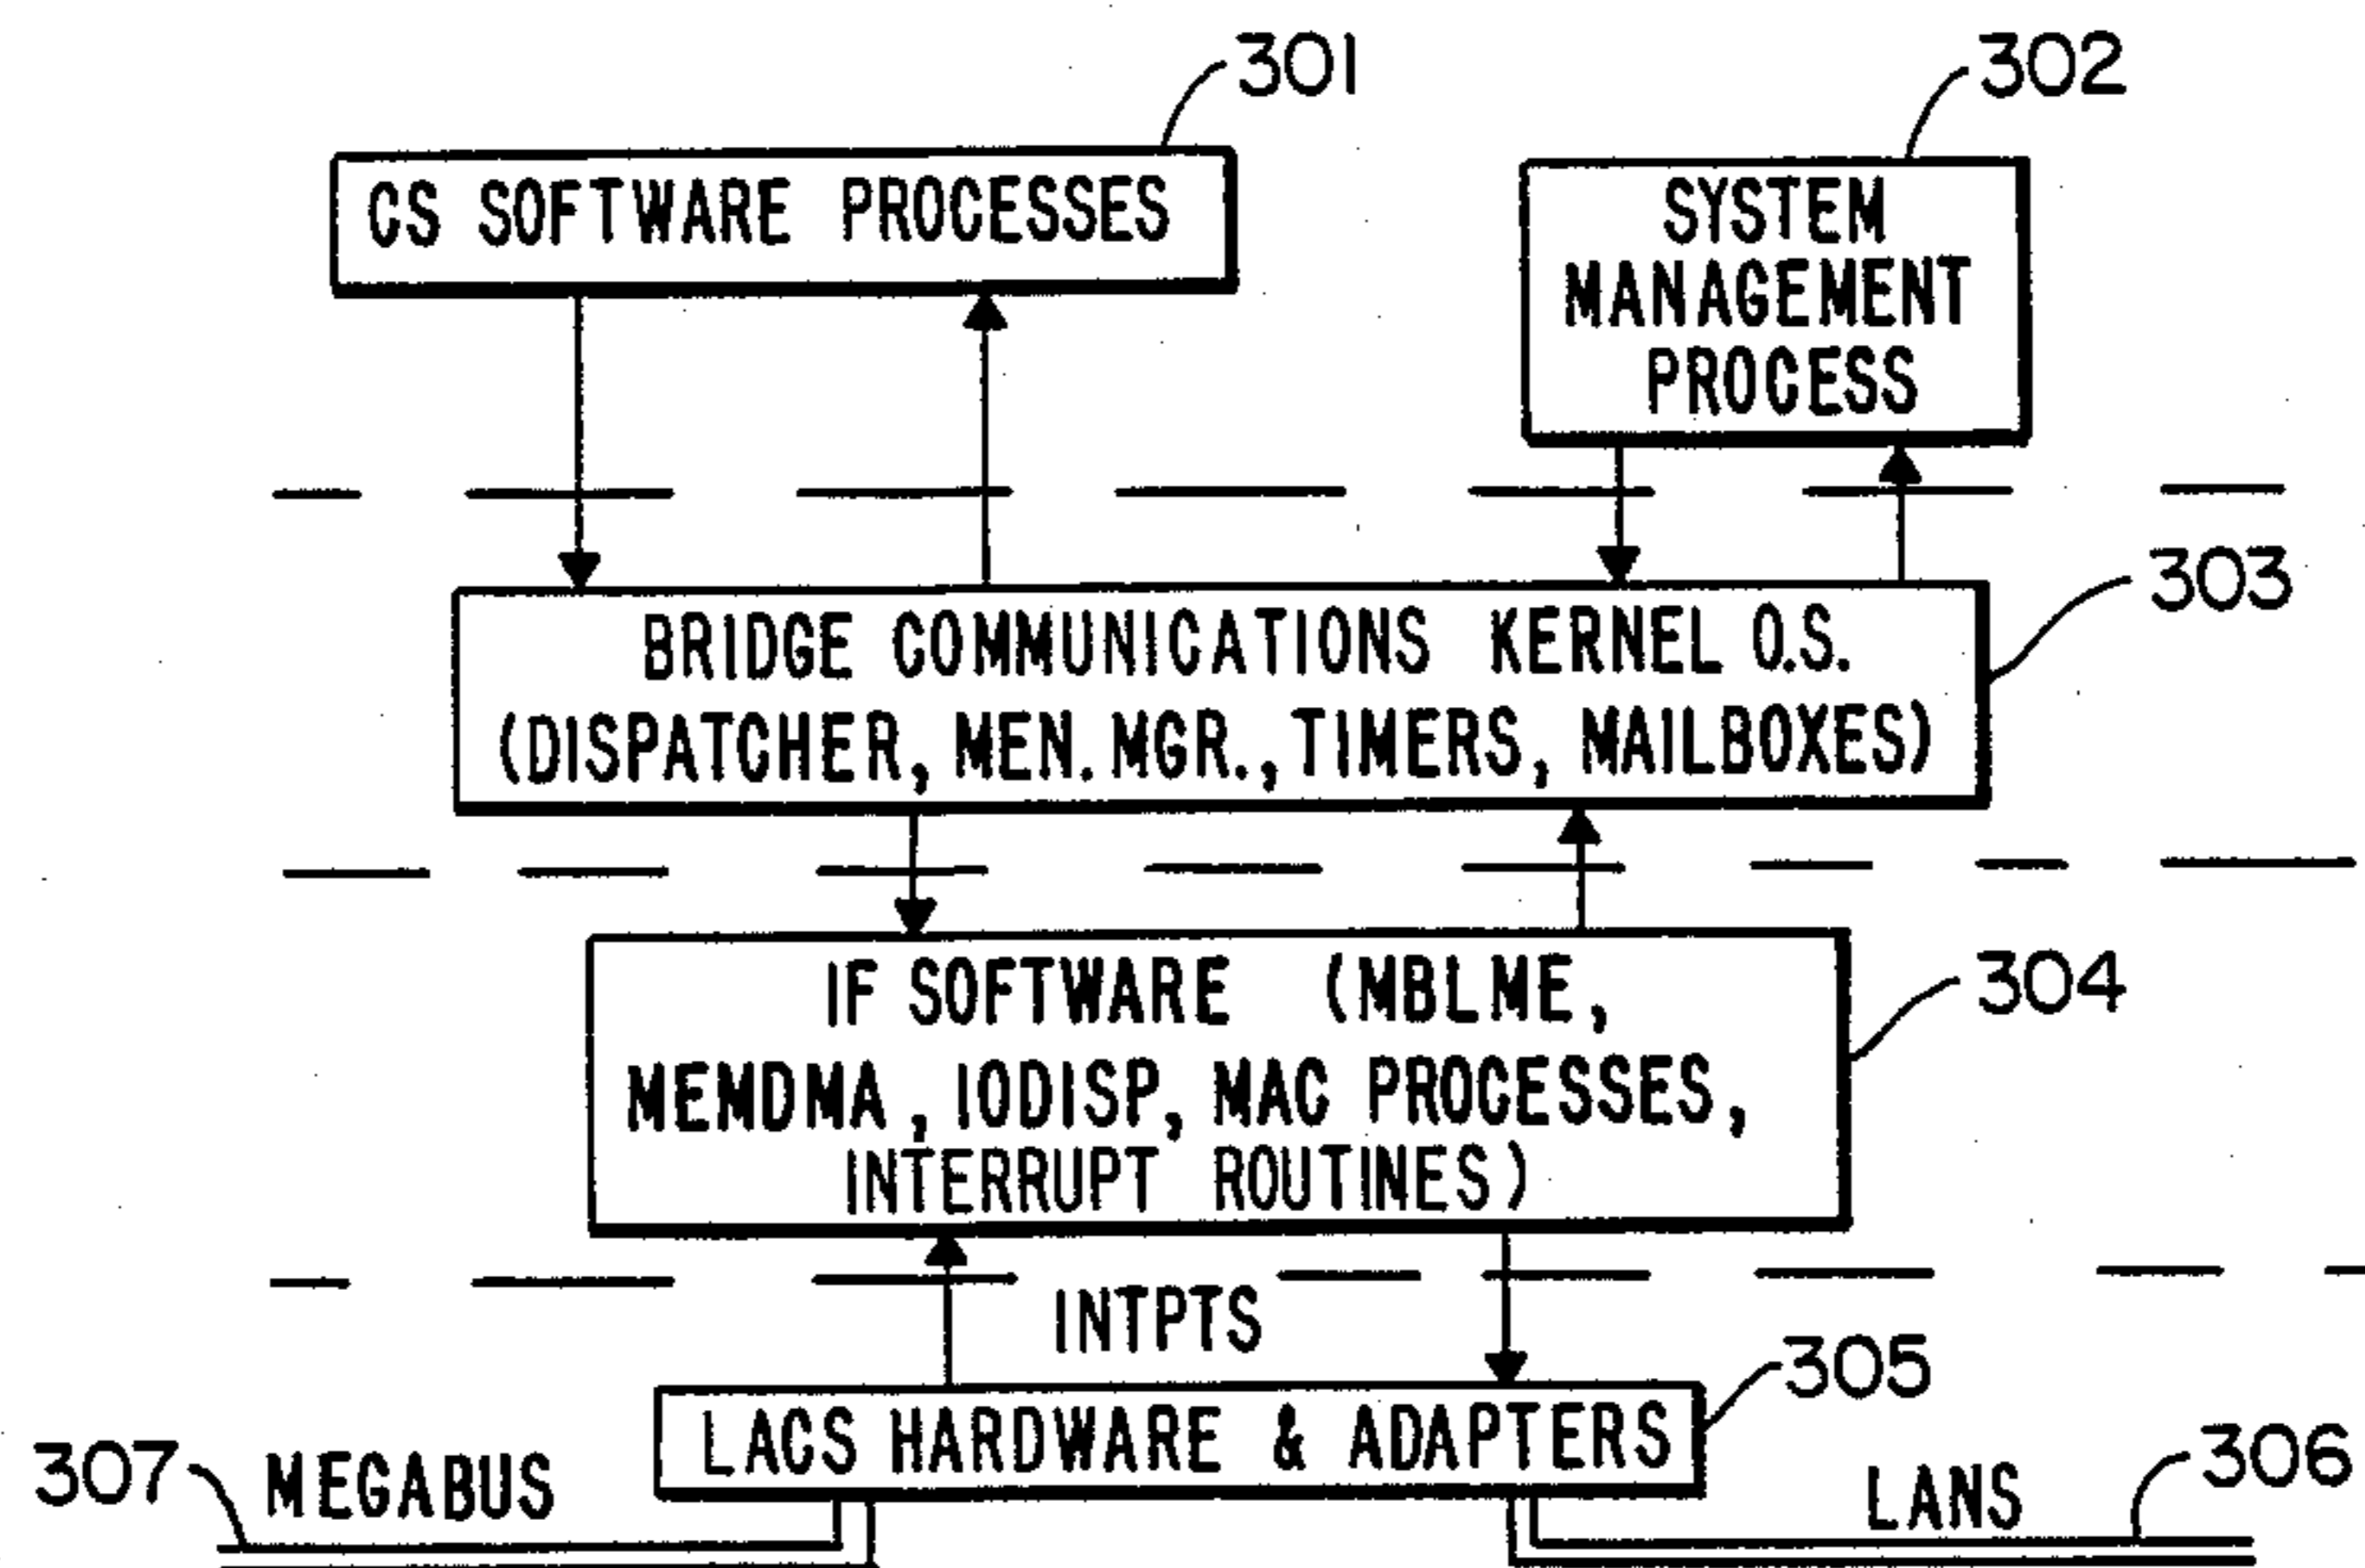 301
302
CS SOFTWARE PROCESSES
SYSTEM
MANAGEMENT
PROCESS
303
BRIDGE COMMUNICATIONS KERNEL O.S.
(DISPATCHER, MEN. MGR., TIMERS, MAILBOXES)
304
IF SOFTWARE (MBLME,
MEMDMA, IODISP, MAC PROCESSES,
INTERRUPT ROUTINES)
INTPTS
305
LACS HARDWARE & ADAPTERS
307
MEGABUS
306
LANS